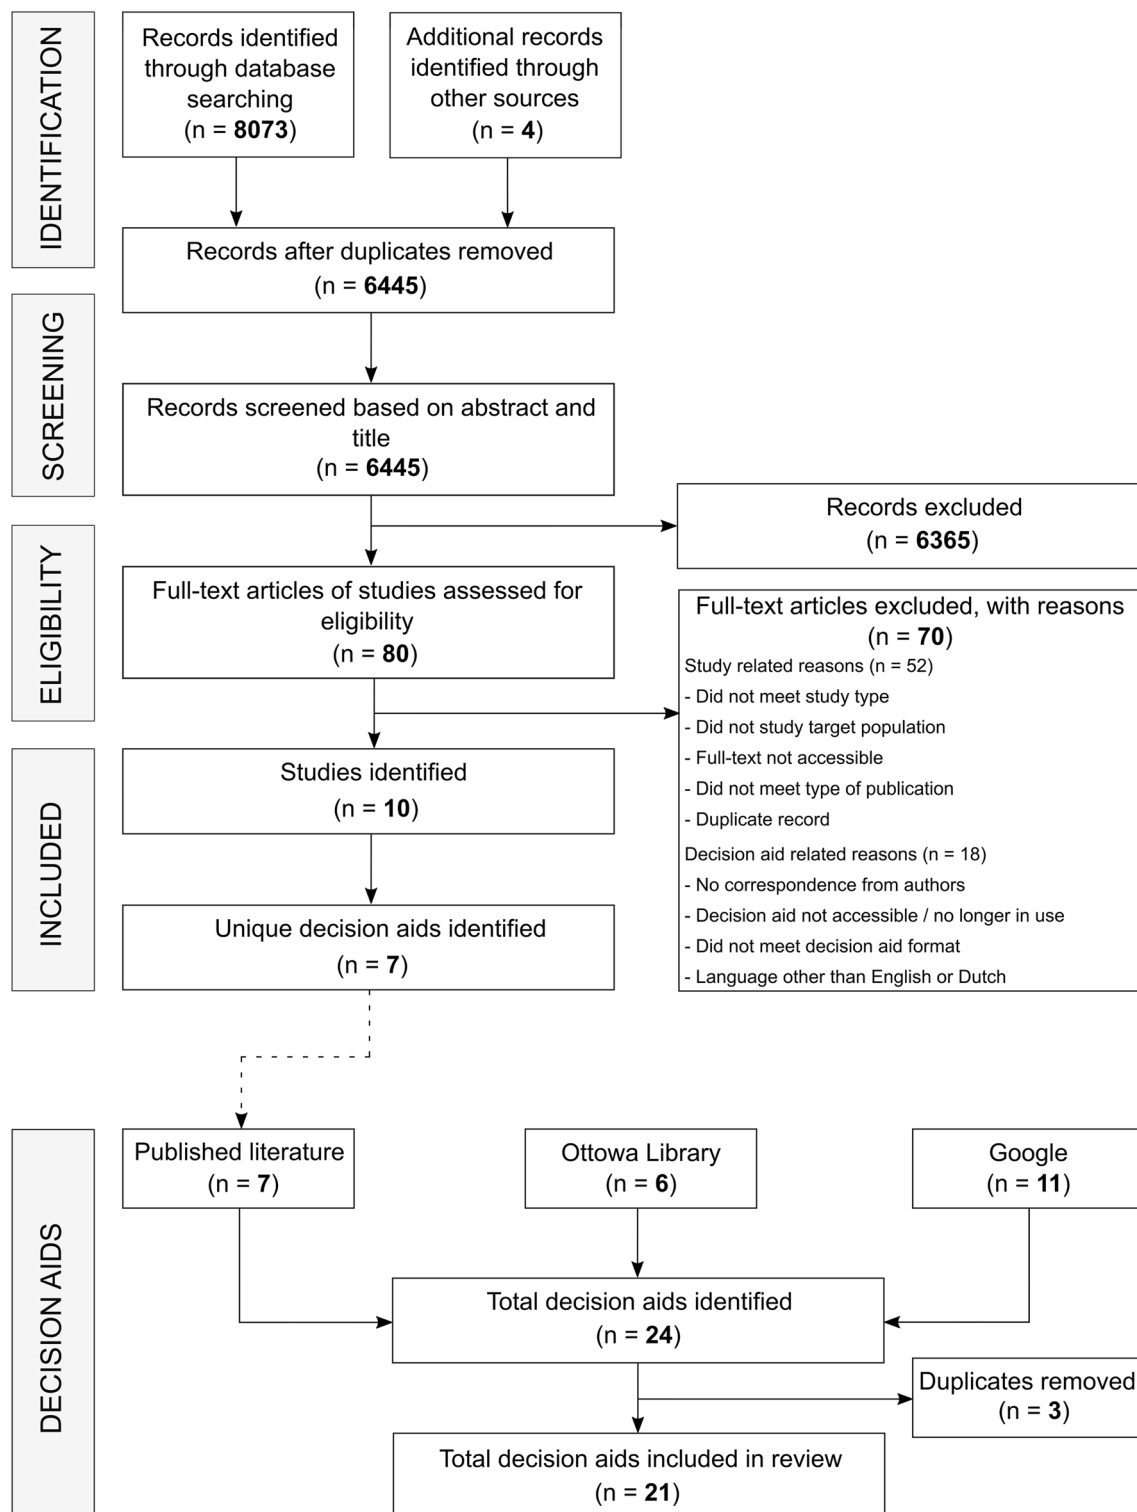 IDENTIFICATION
Records identified
through database
searching
(n = 8073)
Additional records
identified through
other sources
(n = 4)
Records after duplicates removed
(n = 6445)
SCREENING
Records screened based on abstract and
title
(n = 6445)
Records excluded
(n = 6365)
ELIGIBILITY
Full-text articles of studies assessed for
eligibility
(n = 80)
Full-text articles excluded, with reasons
(n = 70)
Study related reasons (n = 52)
- Did not meet study type
- Did not study target population
- Full-text not accessible
- Did not meet type of publication
- Duplicate record
Decision aid related reasons (n = 18)
- No correspondence from authors
- Decision aid not accessible / no longer in use
- Did not meet decision aid format
- Language other than English or Dutch
INCLUDED
Studies identified
(n = 10)
Unique decision aids identified
(n = 7)
DECISION AIDS
Published literature
(n = 7)
Ottowa Library
(n = 6)
Google
(n = 11)
Total decision aids identified
(n = 24)
Duplicates removed
(n = 3)
Total decision aids included in review
(n = 21)